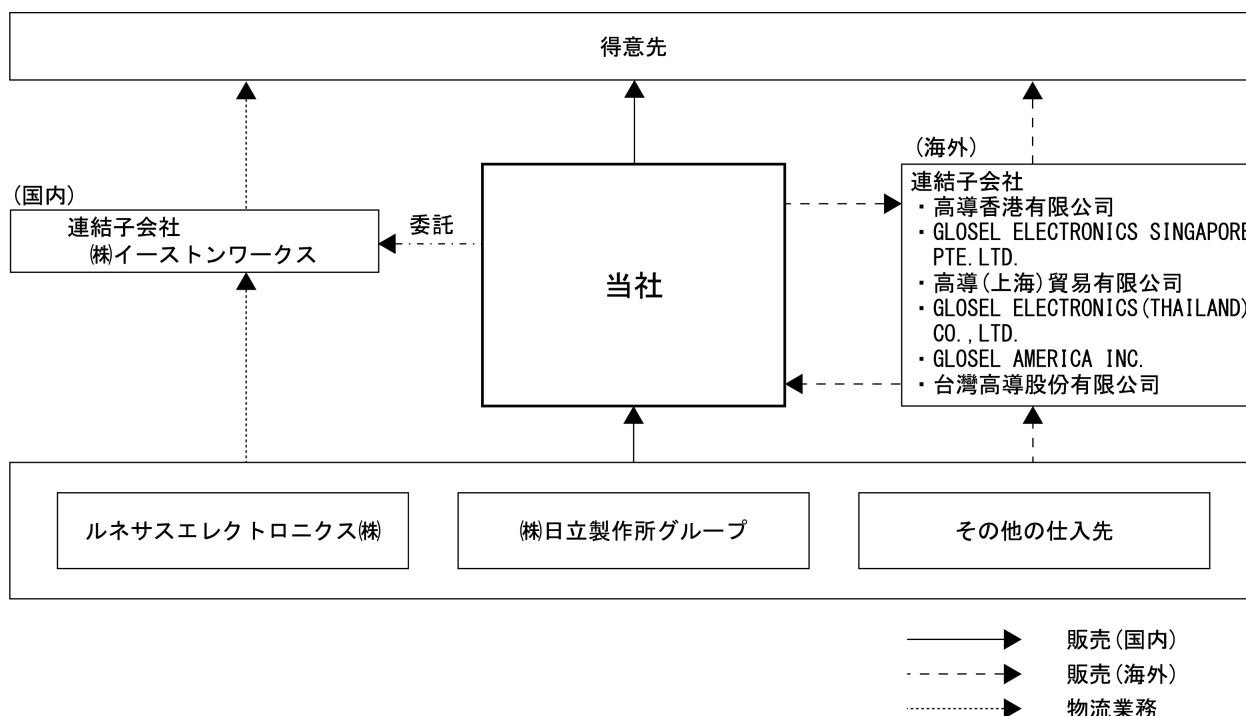 得意先
(海外)
(国内)
連結子会社
㈱イーストンワークス
委託
当社
連結子会社
・高導香港有限公司
・GLOSEL ELECTRONICS SINGAPORE
PTE.LTD.
・高導(上海)貿易有限公司
・GLOSEL ELECTRONICS(THAILAND)
CO.,LTD.
・GLOSEL AMERICA INC.
・台灣高導股份有限公司
ルネサスエレクトロニクス㈱
㈱日立製作所グループ
その他の仕入先
販売(国内)
販売(海外)
物流業務